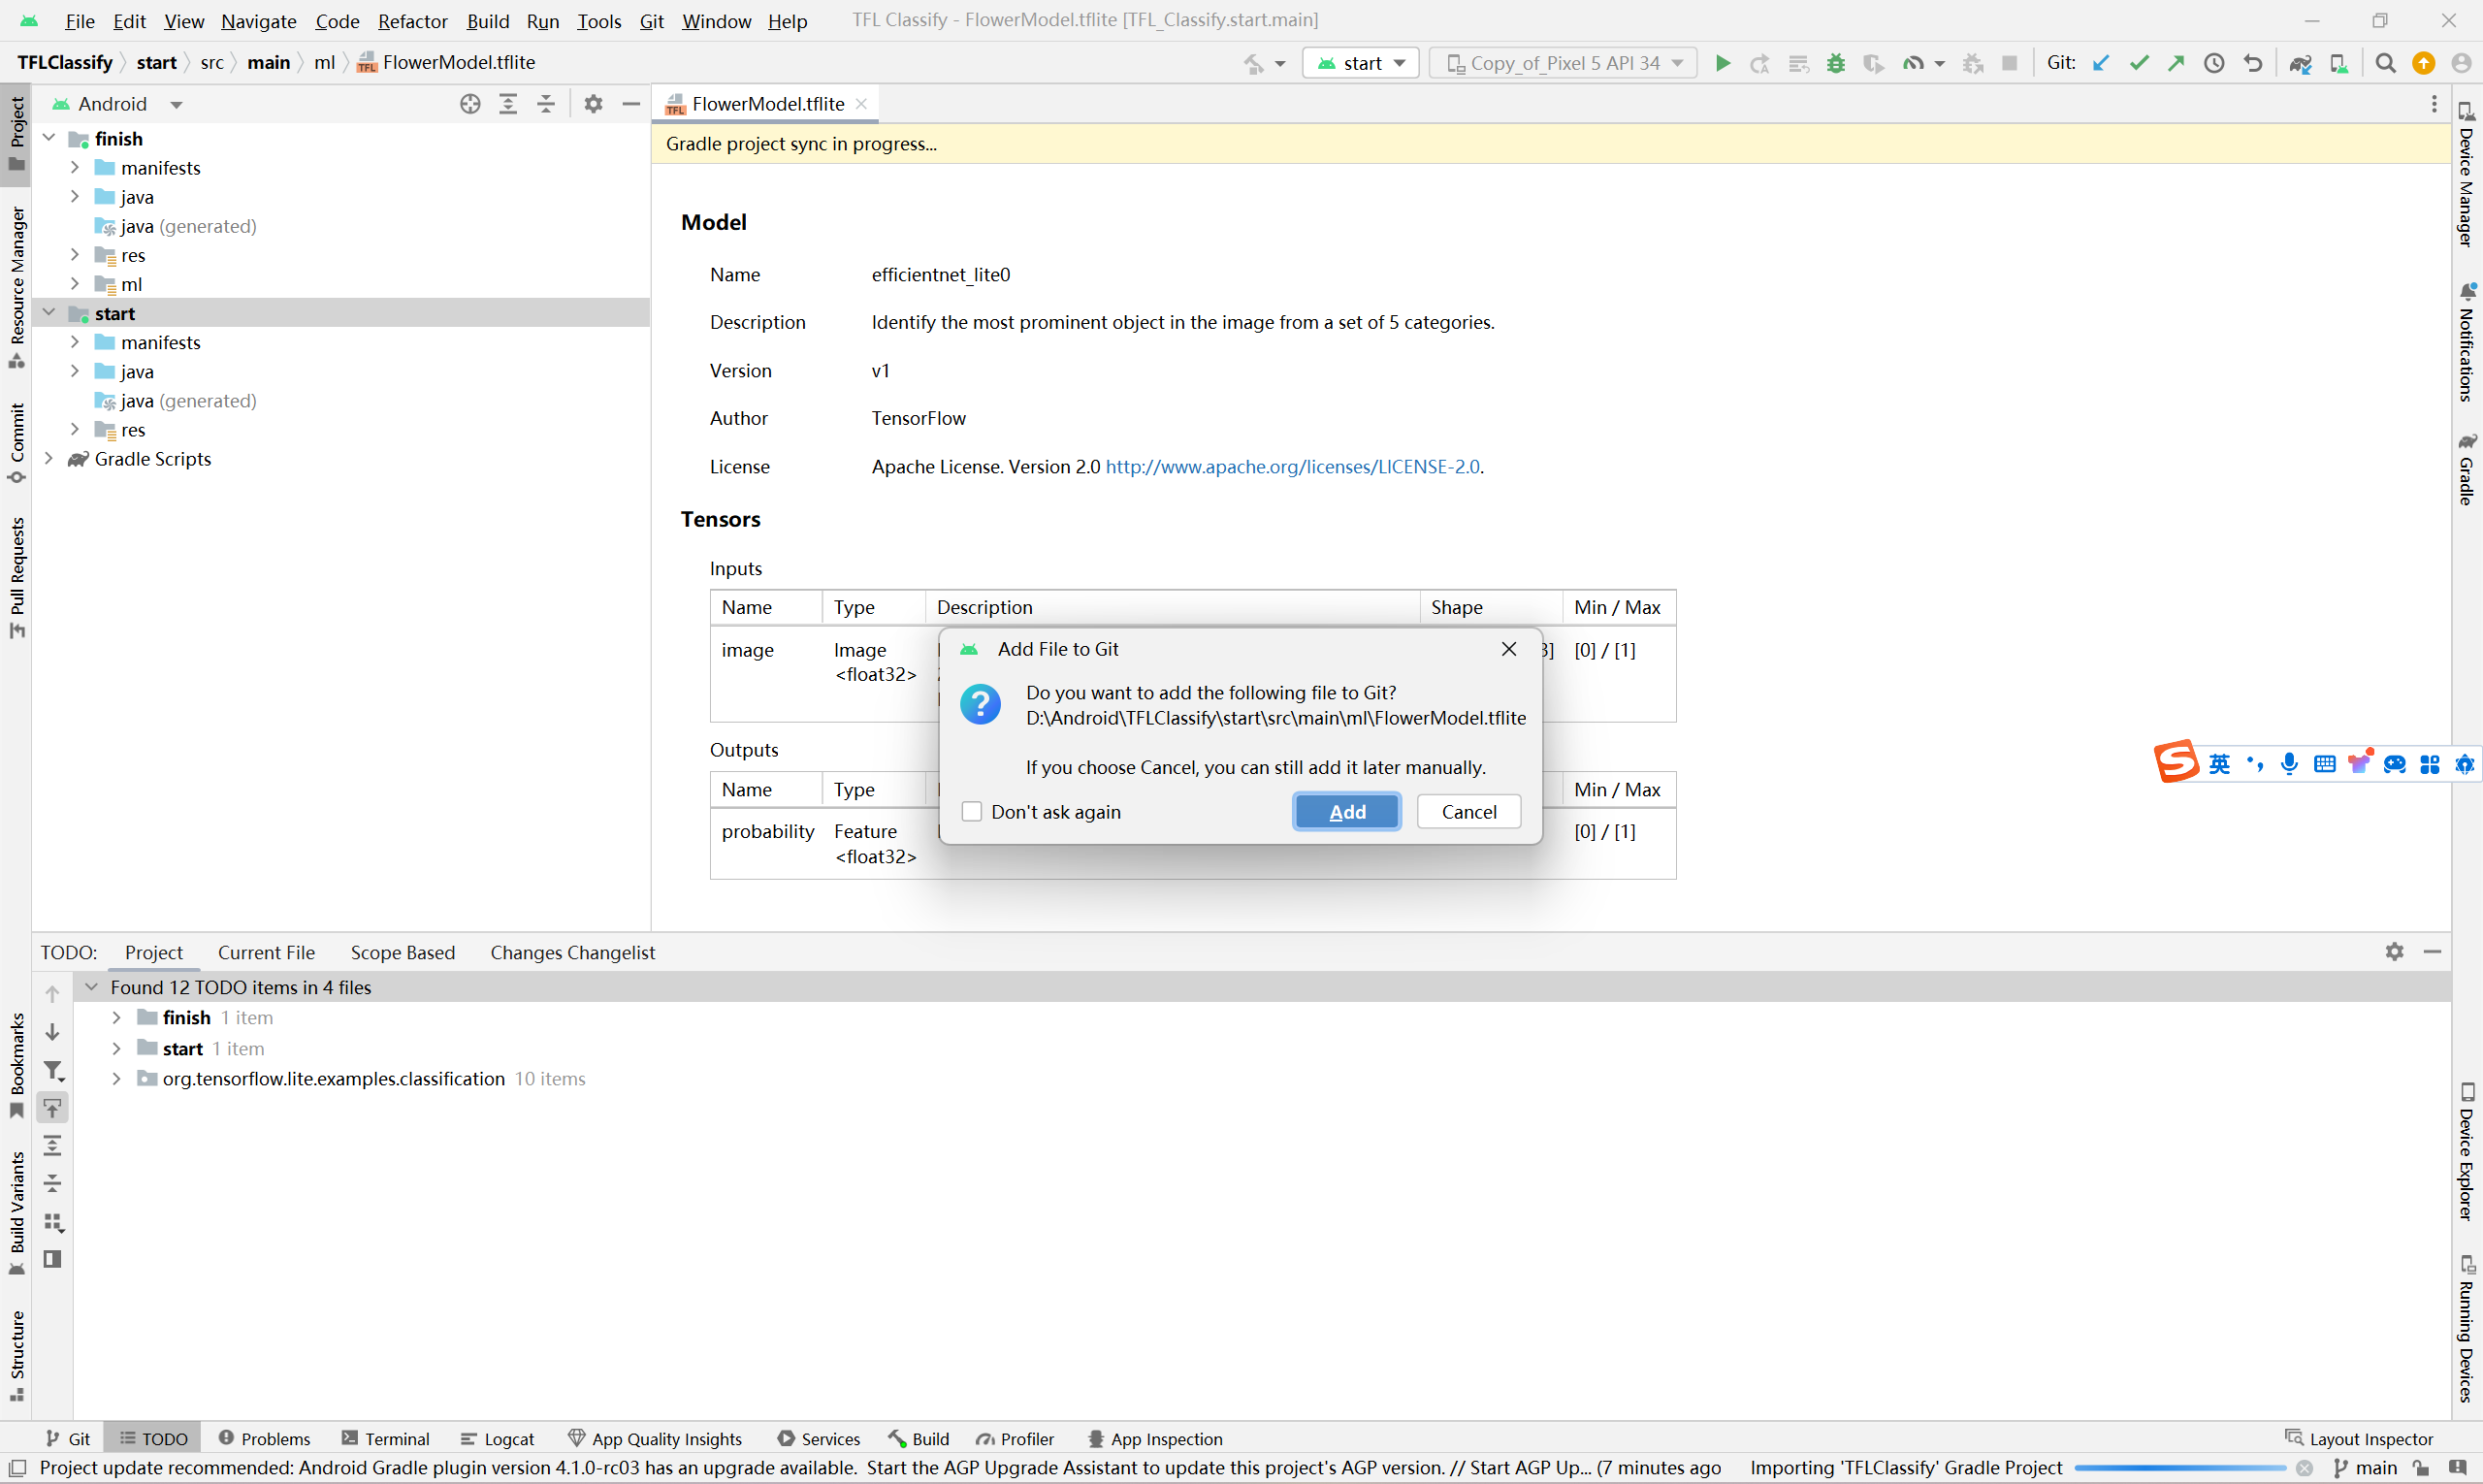 File Edit View Navigate Code Refactor Build Run Tools Git Window Help TFL Classify - FlowerModel.tflite [TFL_Classify.start.main]
TFLClassify start src main ml FlowerModel.tflite start Copy_of_Pixel 5 API 34 Git:
Android
FlowerModel.tflite
Gradle project sync in progress...
finish
manifests
java
java (generated)
res
ml
start
manifests
java
java (generated)
res
Gradle Scripts
Model
Name efficientnet_lite0
Description Identify the most prominent object in the image from a set of 5 categories.
Version v1
Author TensorFlow
License Apache License. Version 2.0 http://www.apache.org/licenses/LICENSE-2.0.
Tensors
Inputs
Name Type Description Shape Min / Max
image Image 3] [0] / [1]
<float32>
Outputs
Name Type Min / Max
probability Feature [0] / [1]
<float32>
Add File to Git
Do you want to add the following file to Git?
D:\Android\TFLClassify\start\src\main\ml\FlowerModel.tflite
If you choose Cancel, you can still add it later manually.
Don't ask again Add Cancel
英
TODO: Project Current File Scope Based Changes Changelist
Found 12 TODO items in 4 files
finish 1 item
start 1 item
org.tensorflow.lite.examples.classification 10 items
Project
Resource Manager
Commit
Pull Requests
Bookmarks
Build Variants
Structure
Device Manager
Notifications
Gradle
Device Explorer
Running Devices
Git TODO Problems Terminal Logcat App Quality Insights Services Build Profiler App Inspection Layout Inspector
Project update recommended: Android Gradle plugin version 4.1.0-rc03 has an upgrade available. Start the AGP Upgrade Assistant to update this project's AGP version. // Start AGP Up... (7 minutes ago Importing 'TFLClassify' Gradle Project main